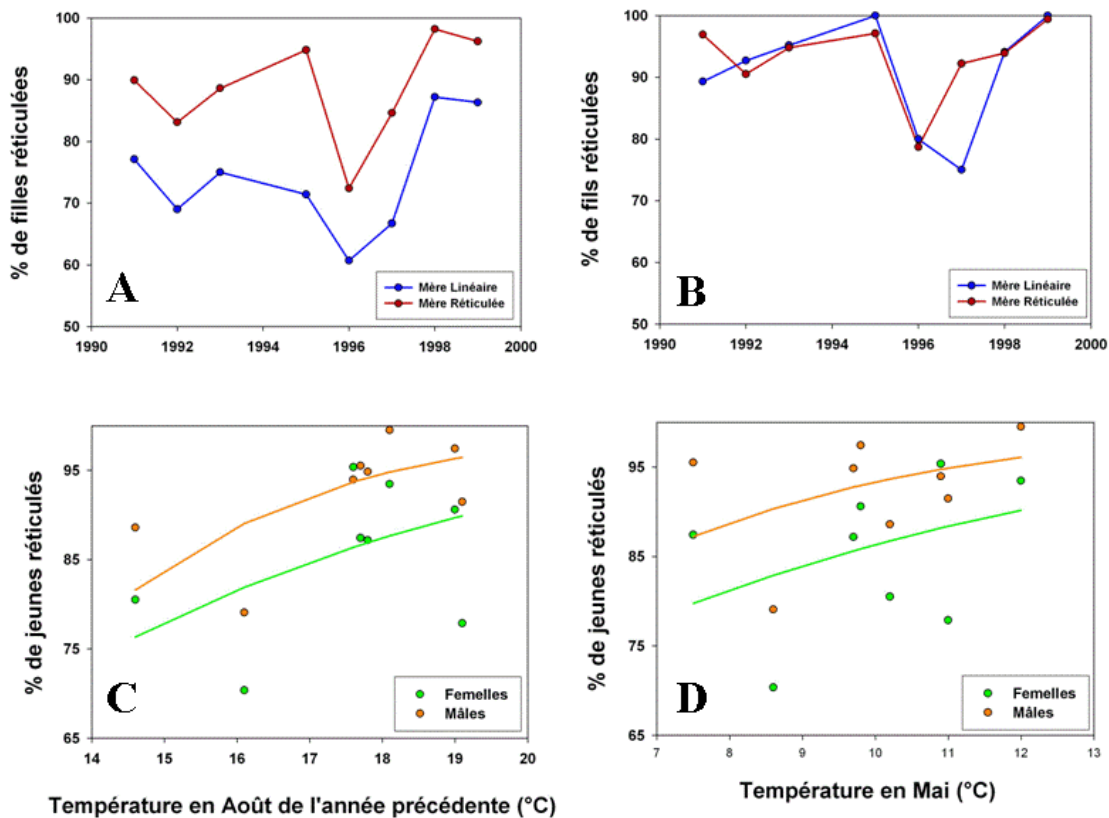 % de filles réticulées
100
90
80
70
60
50
A
Mère Linéaire
Mère Réticulée
1990 1992 1994 1996 1998 2000
% de fils réticulées
100
90
80
70
60
50
B
Mère Linéaire
Mère Réticulée
1990 1992 1994 1996 1998 2000
% de jeunes réticulés
95
85
75
65
C
Femelles
Mâles
14 15 16 17 18 19 20
Température en Août de l'année précédente (°C)
% de jeunes réticulés
95
85
75
65
D
Femelles
Mâles
7 8 9 10 11 12 13
Température en Mai (°C)